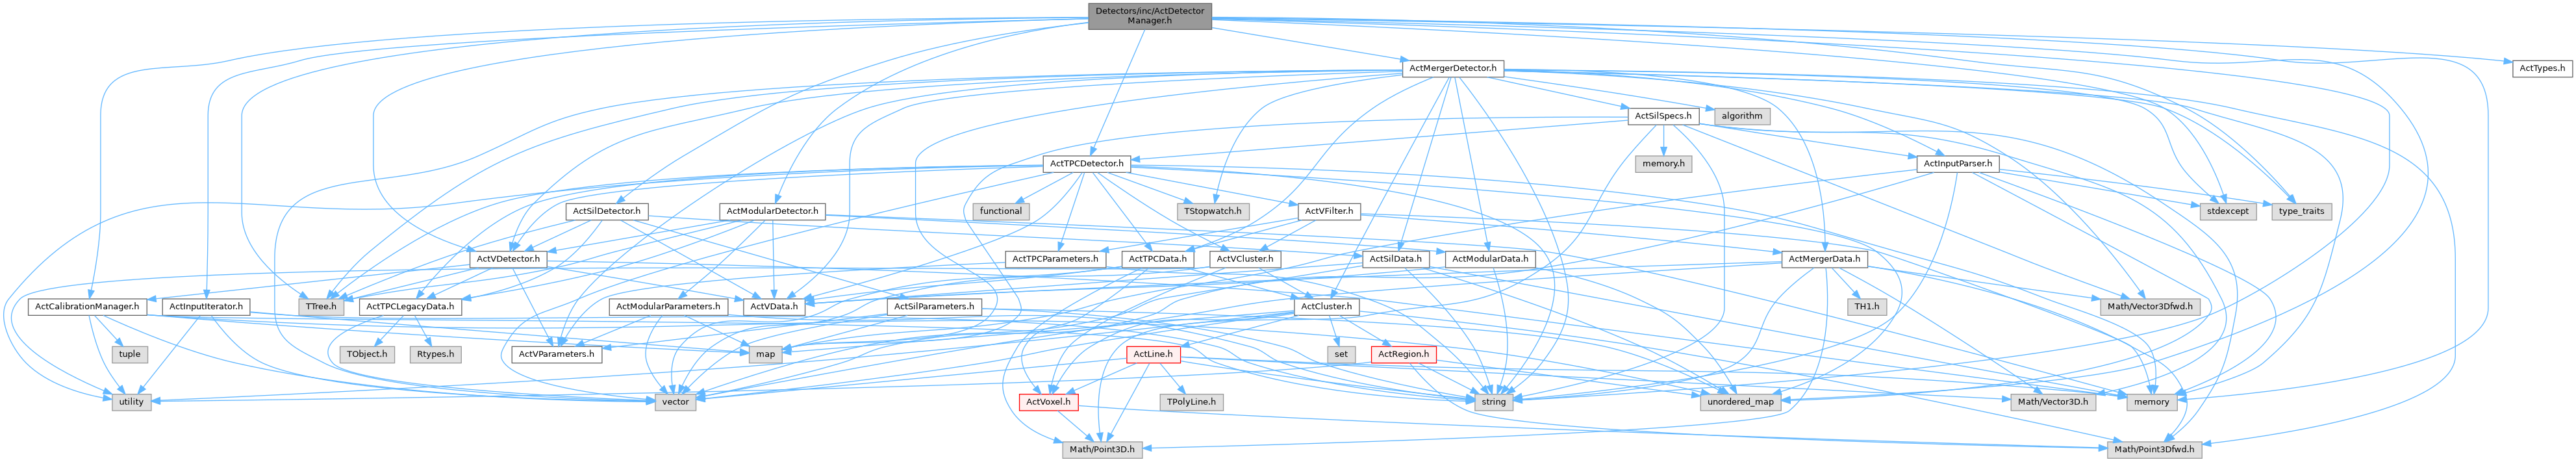 Detectors/inc/ActDetector
Manager.h
ActMergerDetector.h
ActTypes.h
ActSilSpecs.h
algorithm
ActTPCDetector.h
memory.h
ActInputParser.h
ActSilDetector.h
ActModularDetector.h
functional
TStopwatch.h
ActVFilter.h
stdexcept
type_traits
ActVDetector.h
ActTPCParameters.h
ActTPCData.h
ActVCluster.h
ActSilData.h
ActModularData.h
ActMergerData.h
ActCalibrationManager.h
ActInputIterator.h
TTree.h
ActTPCLegacyData.h
ActModularParameters.h
ActVData.h
ActSilParameters.h
ActCluster.h
TH1.h
Math/Vector3Dfwd.h
tuple
TObject.h
Rtypes.h
ActVParameters.h
map
set
ActLine.h
ActRegion.h
utility
vector
ActVoxel.h
TPolyLine.h
string
unordered_map
Math/Vector3D.h
memory
Math/Point3D.h
Math/Point3Dfwd.h